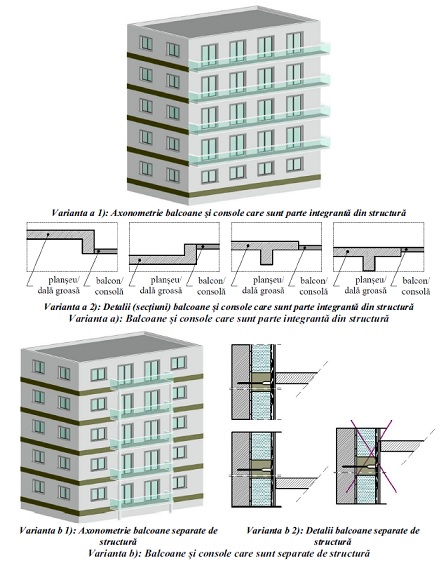 Varianta a 1): Axonometrie balcoane și console care sunt parte integrantă din structură
planșeu/ balcon/ planșeu/ balcon/ planșeu/ balcon/ planșeu/ balcon/
dală groasă consolă dală groasă consolă dală groasă consolă dală groasă consolă
Varianta a 2): Detalii (secțiuni) balcoane și console care sunt parte integrantă din structură
Varianta a): Balcoane și console care sunt parte integrantă din structură
Varianta b 1): Axonometrie balcoane separate de
structură
Varianta b 2): Detalii balcoane separate de
structură
Varianta b): Balcoane și console care sunt separate de structură